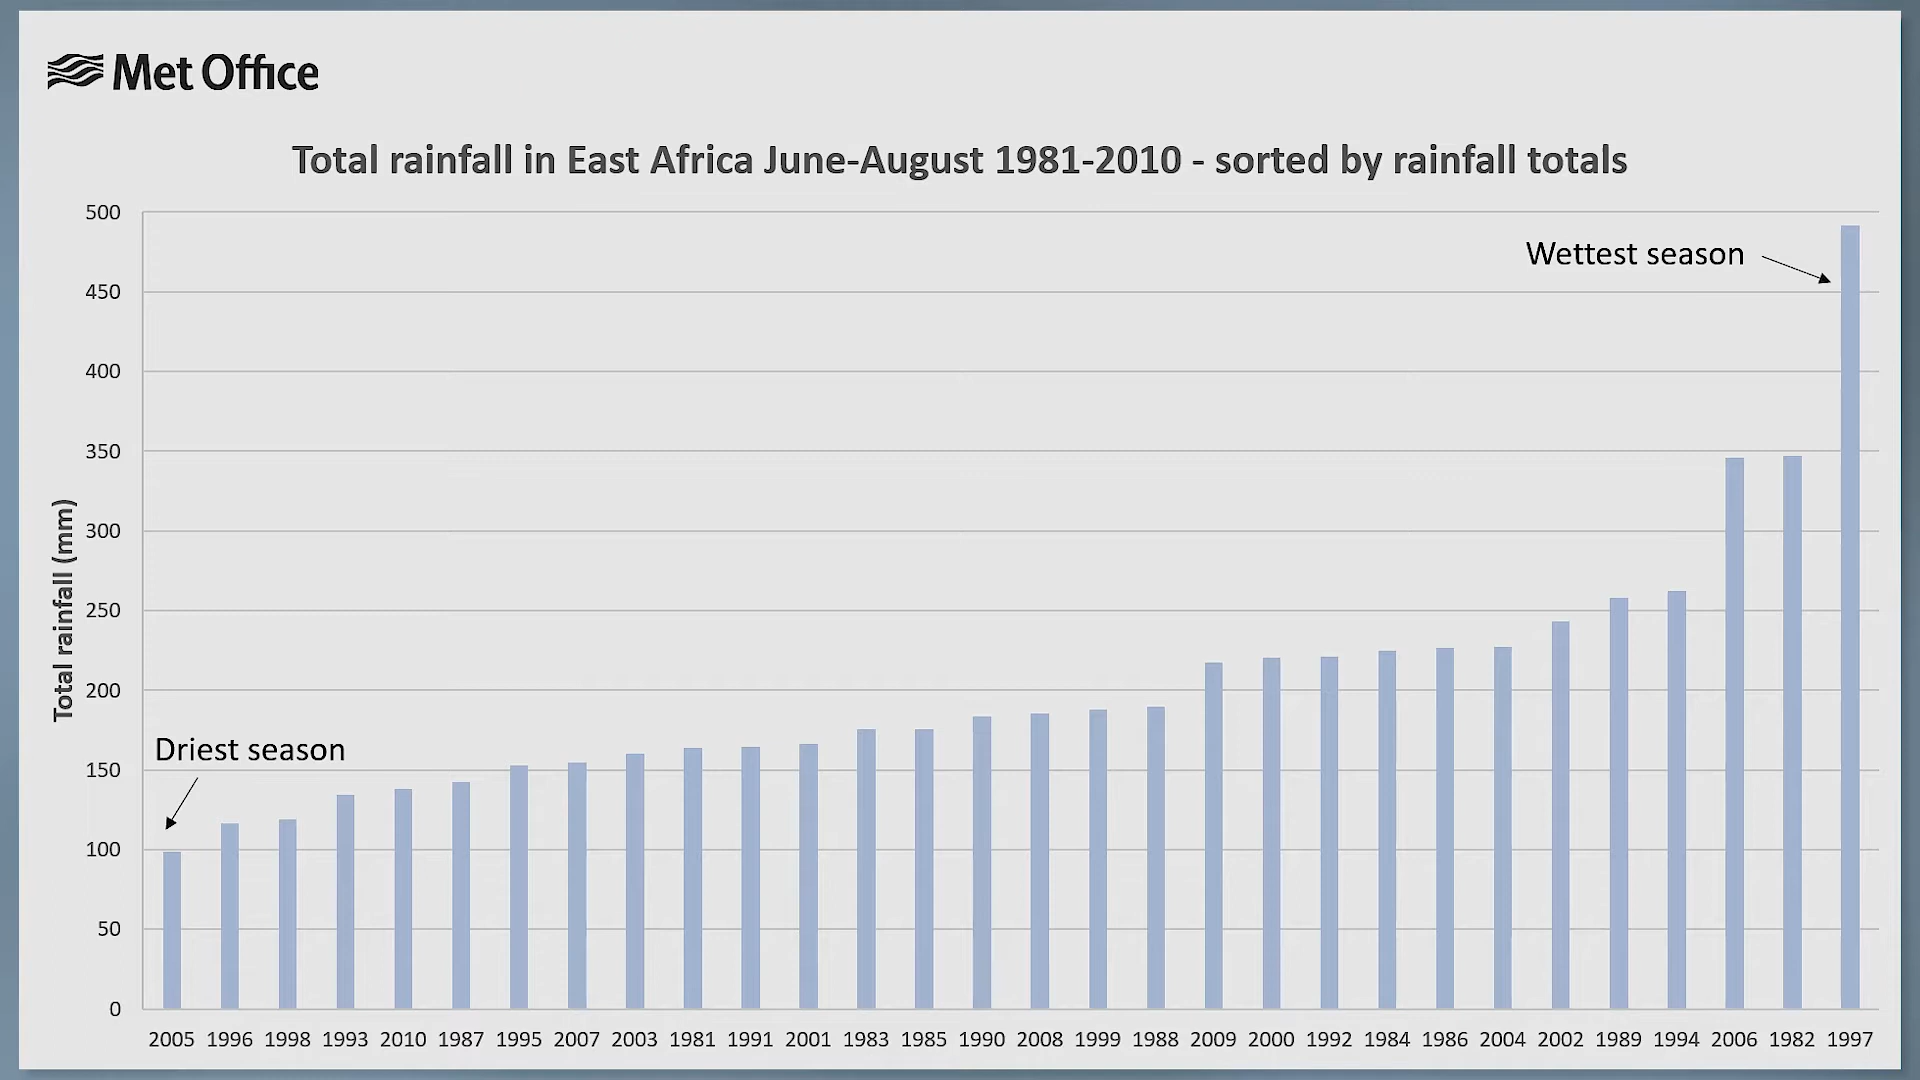 Met Office
Total rainfall in East Africa June-August 1981-2010 - sorted by rainfall totals
500
450
400
350
300
250
200
150
100
50
0
Total rainfall (mm)
Wettest season
Driest season
2005 1996 1998 1993 2010 1987 1995 2007 2003 1981 1991 2001 1983 1985 1990 2008 1999 1988 2009 2000 1992 1984 1986 2004 2002 1989 1994 2006 1982 1997